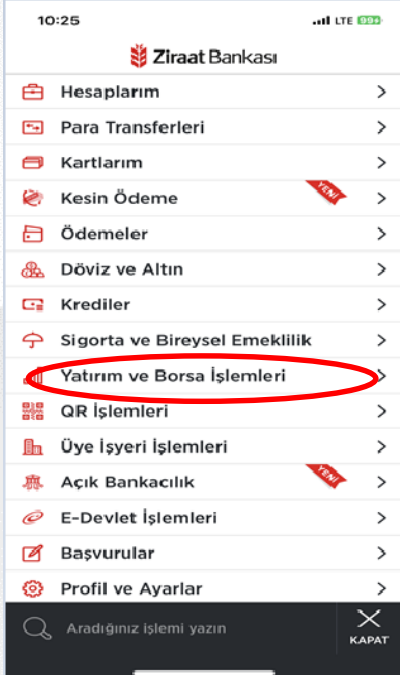 10:25 LTE 99+
Ziraat Bankası
Hesaplarım
Para Transferleri
Kartlarım
Kesin Ödeme YENİ
Ödemeler
Döviz ve Altın
Krediler
Sigorta ve Bireysel Emeklilik
Yatırım ve Borsa İşlemleri
QR İşlemleri
Üye İşyeri İşlemleri
Açık Bankacılık YENİ
E-Devlet İşlemleri
Başvurular
Profil ve Ayarlar
Aradığınız işlemi yazın
KAPAT